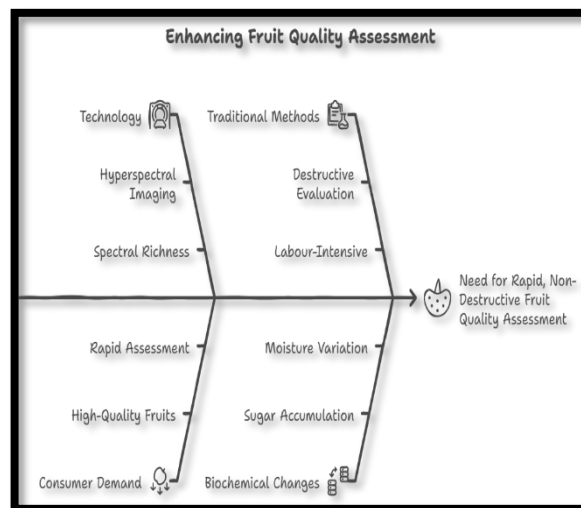 Enhancing Fruit Quality Assessment
Technology
Hyperspectral
Imaging
Spectral Richness
Traditional Methods
Destructive
Evaluation
Labour-Intensive
Need for Rapid, Non-
Destructive Fruit
Quality Assessment
Rapid Assessment
High-Quality Fruits
Consumer Demand
Moisture Variation
Sugar Accumulation
Biochemical Changes